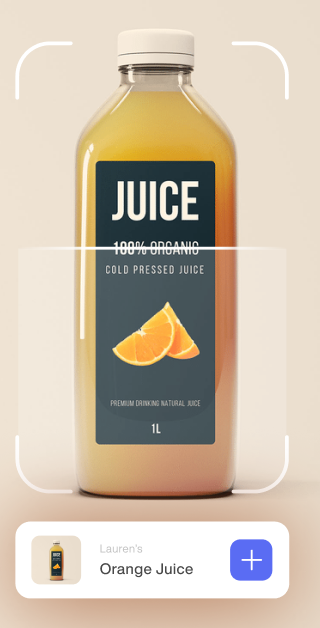 JUICE
100% ORGANIC
COLD PRESSED JUICE
PREMIUM DRINKING NATURAL JUICE
1L
Lauren's
Orange Juice